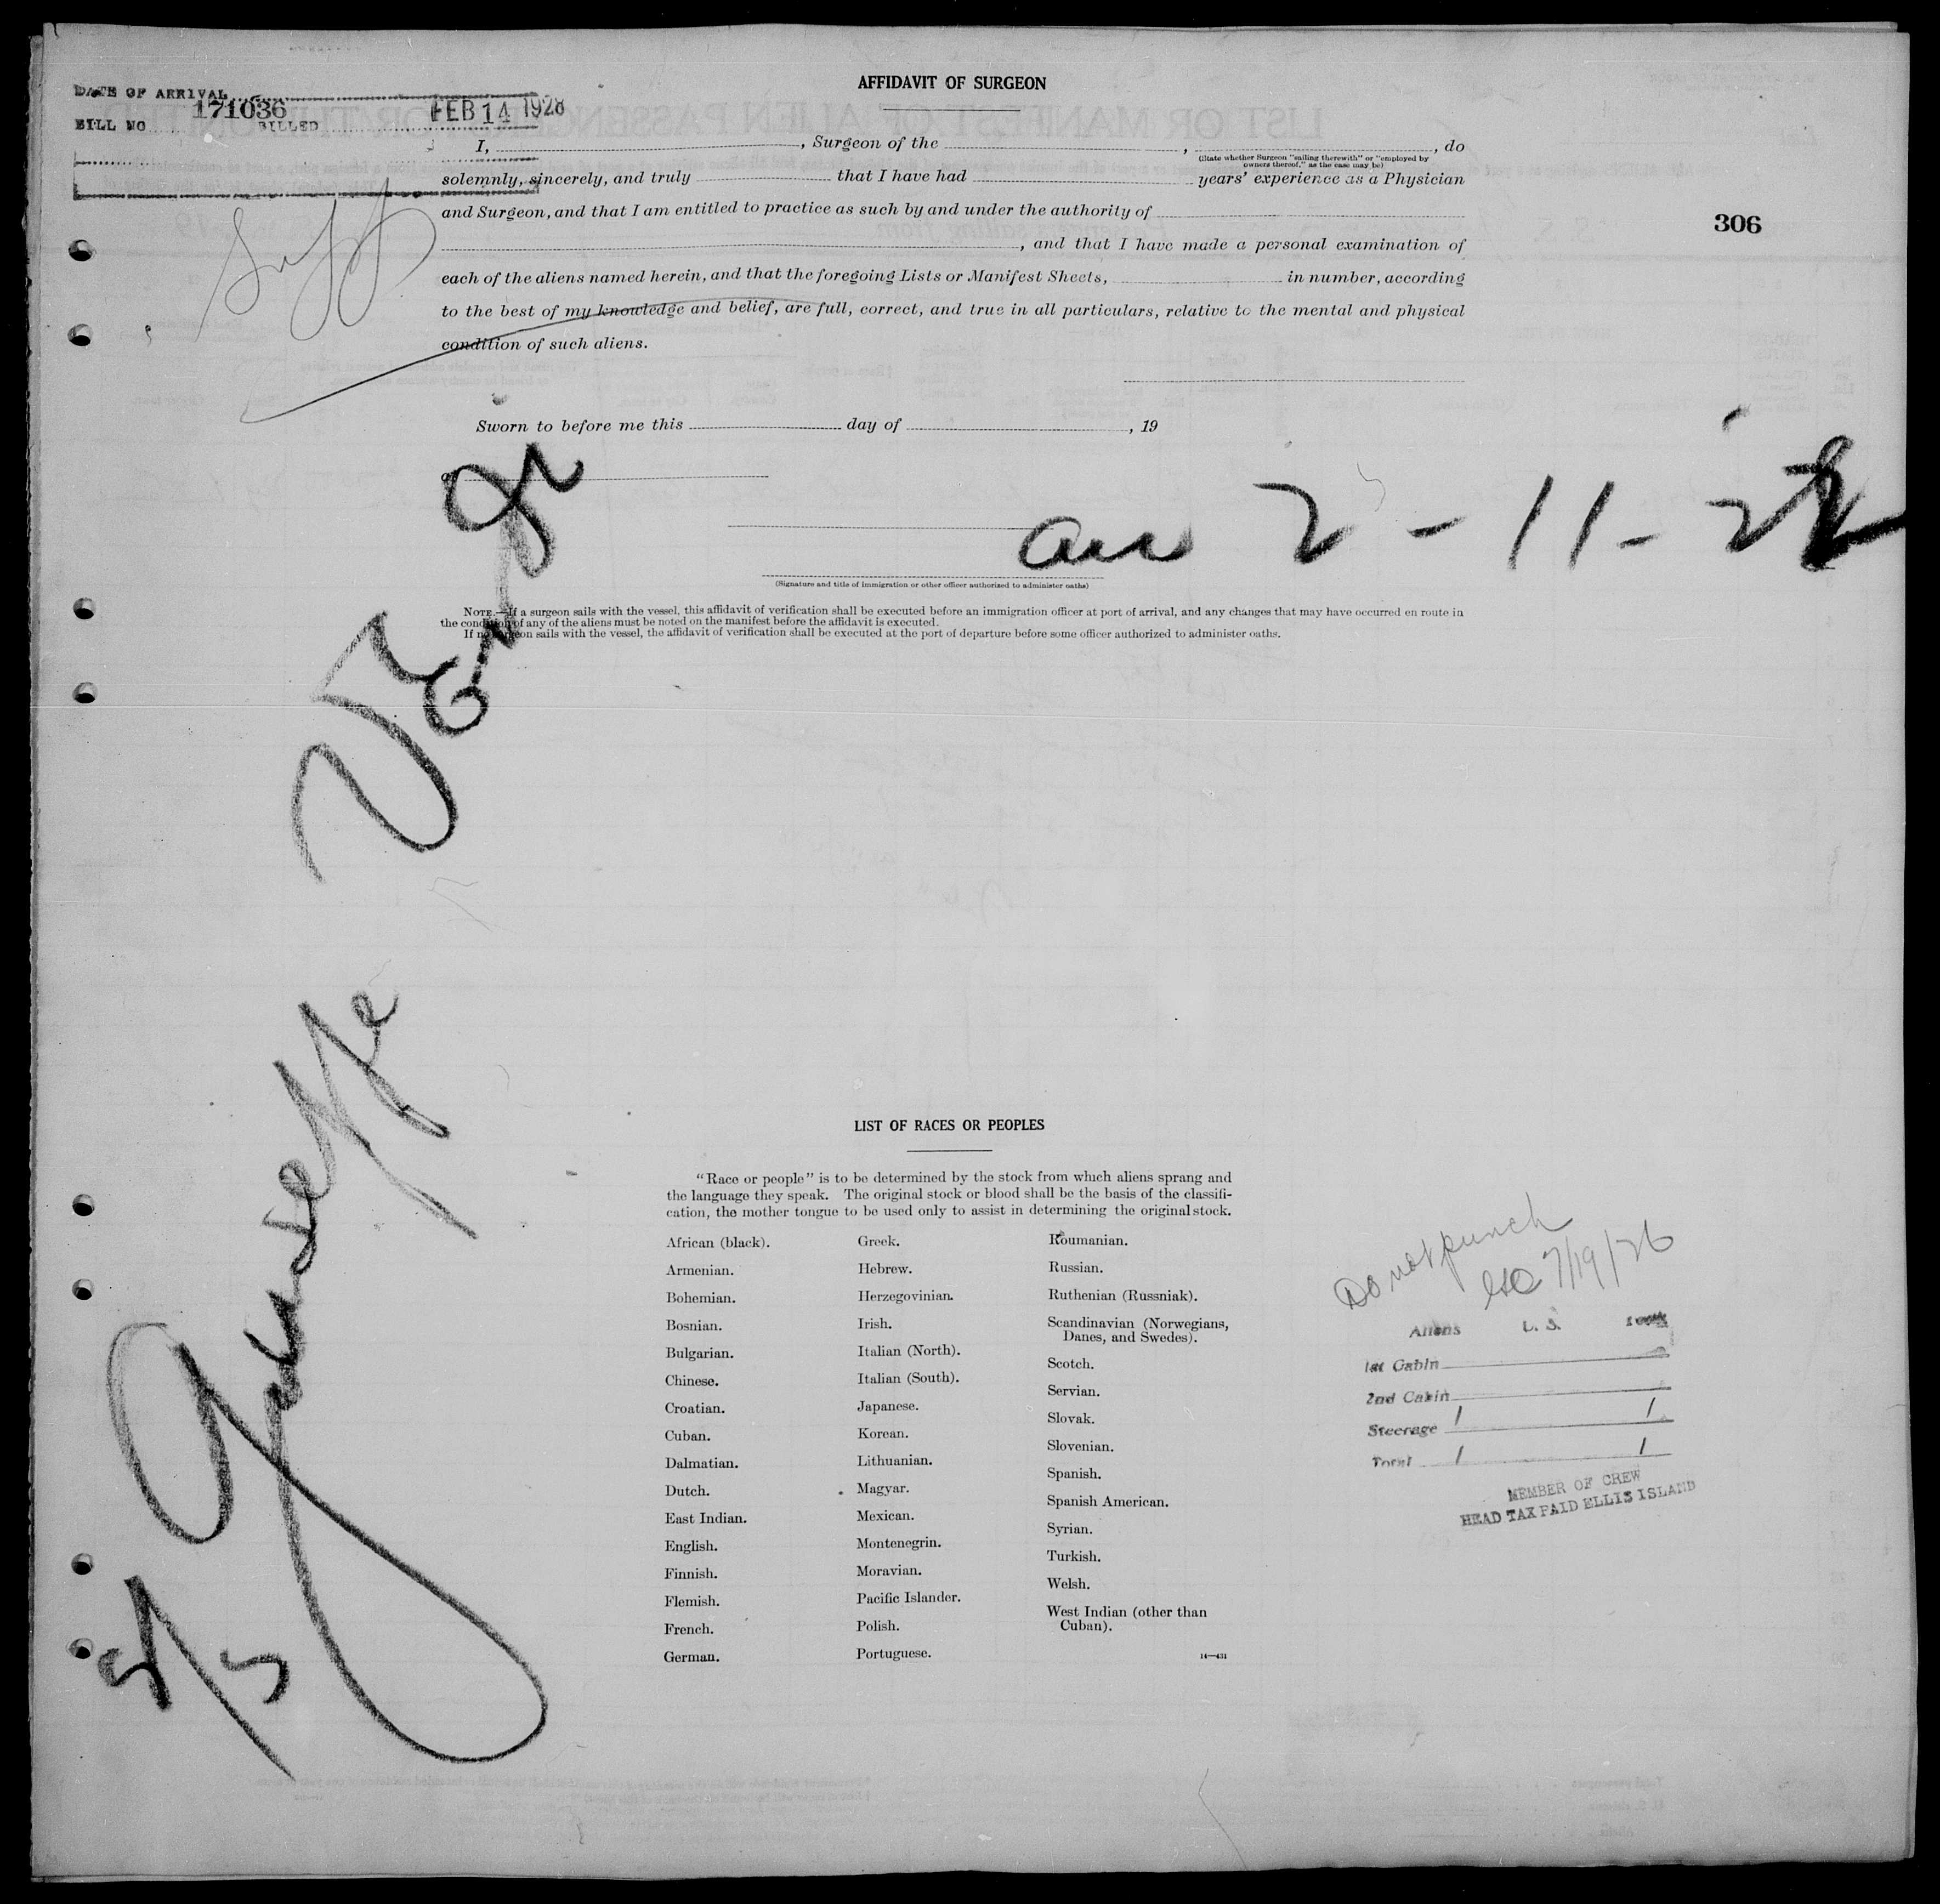 AFFIDAVIT OF SURGEON
DATE OF ARRIVAL
171036
FEB 14 1928
BILL NO BILLED
I, , Surgeon of the , , do
(State whether Surgeon "sailing therewith" or "employed by
owners thereof," as the case may be)
solemnly, sincerely, and truly that I have had years' experience as a Physician
and Surgeon, and that I am entitled to practice as such by and under the authority of
306
, and that I have made a personal examination of
each of the aliens named herein, and that the foregoing Lists or Manifest Sheets, in number, according
to the best of my knowledge and belief, are full, correct, and true in all particulars, relative to the mental and physical
condition of such aliens.
Supp
Sworn to before me this day of , 19
at
arr 2-11-28
(Signature and title of immigration or other officer authorized to administer oaths)
NOTE.—If a surgeon sails with the vessel, this affidavit of verification shall be executed before an immigration officer at port of arrival, and any changes that may have occurred en route in
the condition of any of the aliens must be noted on the manifest before the affidavit is executed.
If no surgeon sails with the vessel, the affidavit of verification shall be executed at the port of departure before some officer authorized to administer oaths.
S/S Giuseppe Verdi
LIST OF RACES OR PEOPLES
"Race or people" is to be determined by the stock from which aliens sprang and
the language they speak. The original stock or blood shall be the basis of the classifi-
cation, the mother tongue to be used only to assist in determining the original stock.
African (black).
Armenian.
Bohemian.
Bosnian.
Bulgarian.
Chinese.
Croatian.
Cuban.
Dalmatian.
Dutch.
East Indian.
English.
Finnish.
Flemish.
French.
German.
Greek.
Hebrew.
Herzegovinian.
Irish.
Italian (North).
Italian (South).
Japanese.
Korean.
Lithuanian.
Magyar.
Mexican.
Montenegrin.
Moravian.
Pacific Islander.
Polish.
Portuguese.
Roumanian.
Russian.
Ruthenian (Russniak).
Scandinavian (Norwegians,
Danes, and Swedes).
Scotch.
Servian.
Slovak.
Slovenian.
Spanish.
Spanish American.
Syrian.
Turkish.
Welsh.
West Indian (other than
Cuban).
14—431
Do not punch
7/19/26
Aliens U. S. Total
1st Cabin
2nd Cabin
Steerage 1 1
Total 1 1
MEMBER OF CREW
HEAD TAX PAID ELLIS ISLAND